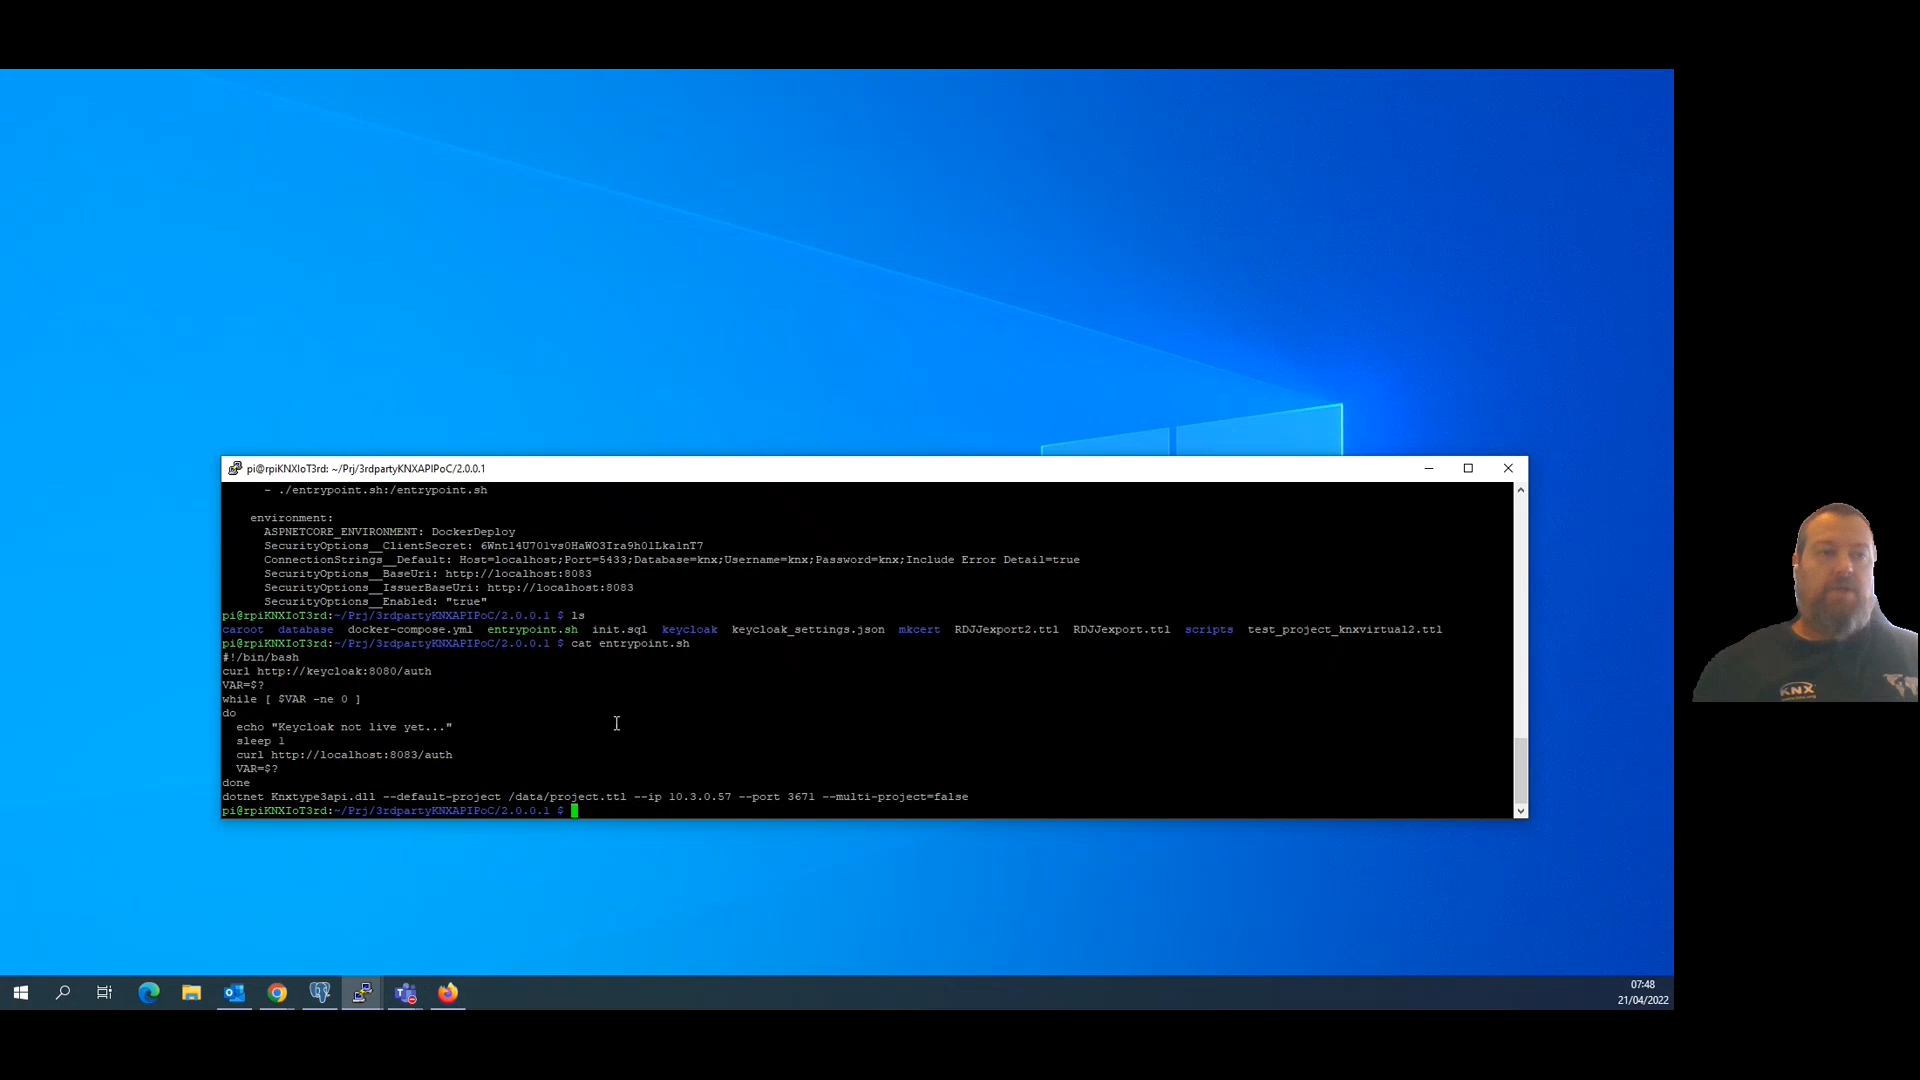 pi@rpiKNXIoT3rd: ~/Prj/3rdpartyKNXAPIPoC/2.0.0.1
- ./entrypoint.sh:/entrypoint.sh
environment:
ASPNETCORE_ENVIRONMENT: DockerDeploy
SecurityOptions__ClientSecret: 6Wnt14U701vs0HaWO3Ira9h01LkalnT7
ConnectionStrings__Default: Host=localhost;Port=5433;Database=knx;Username=knx;Password=knx;Include Error Detail=true
SecurityOptions__BaseUri: http://localhost:8083
SecurityOptions__IssuerBaseUri: http://localhost:8083
SecurityOptions__Enabled: "true"
pi@rpiKNXIoT3rd:~/Prj/3rdpartyKNXAPIPoC/2.0.0.1 $ ls
caroot database docker-compose.yml entrypoint.sh init.sql keycloak keycloak_settings.json mkcert RDJJexport2.ttl RDJJexport.ttl scripts test_project_knxvirtual2.ttl
pi@rpiKNXIoT3rd:~/Prj/3rdpartyKNXAPIPoC/2.0.0.1 $ cat entrypoint.sh
#!/bin/bash
curl http://keycloak:8080/auth
VAR=$?
while [ $VAR -ne 0 ]
do
echo "Keycloak not live yet..."
sleep 1
curl http://localhost:8083/auth
VAR=$?
done
dotnet Knxtype3api.dll --default-project /data/project.ttl --ip 10.3.0.57 --port 3671 --multi-project=false
pi@rpiKNXIoT3rd:~/Prj/3rdpartyKNXAPIPoC/2.0.0.1 $
KNX
07:48
21/04/2022